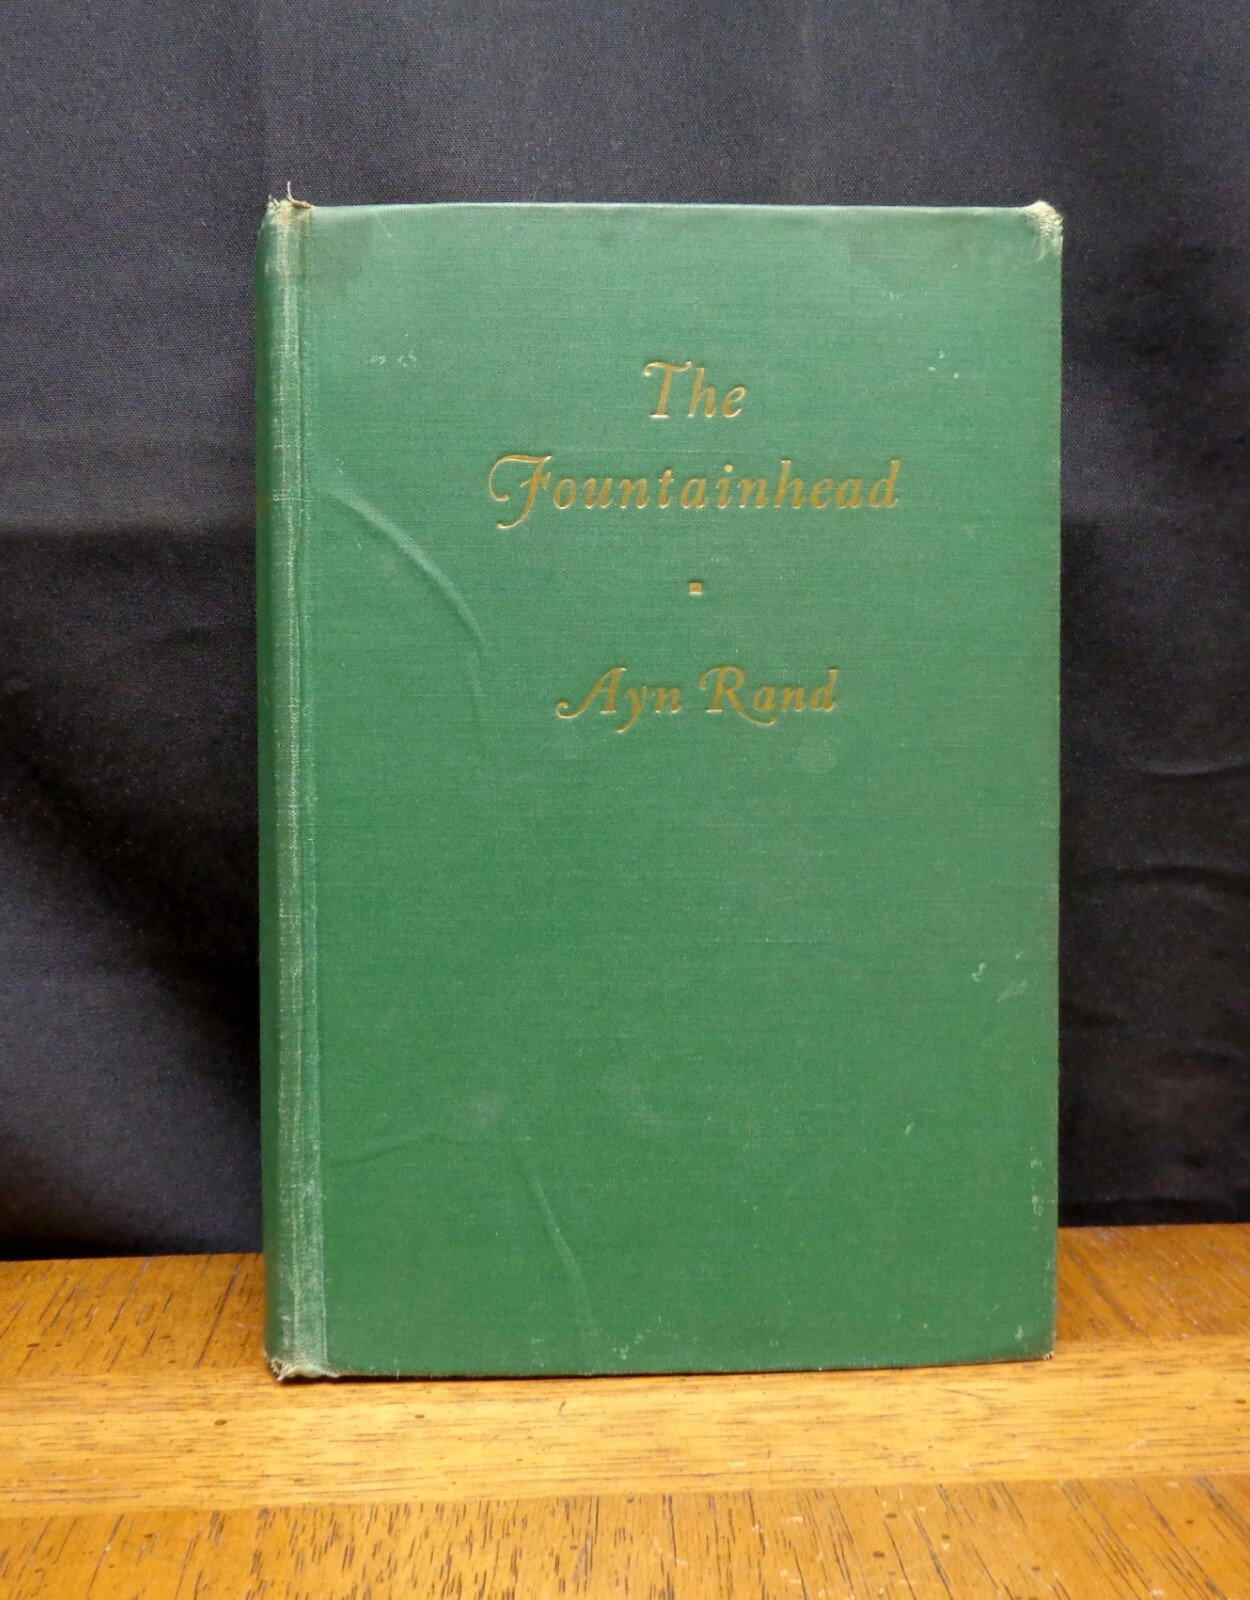 The
Fountainhead
Ayn Rand